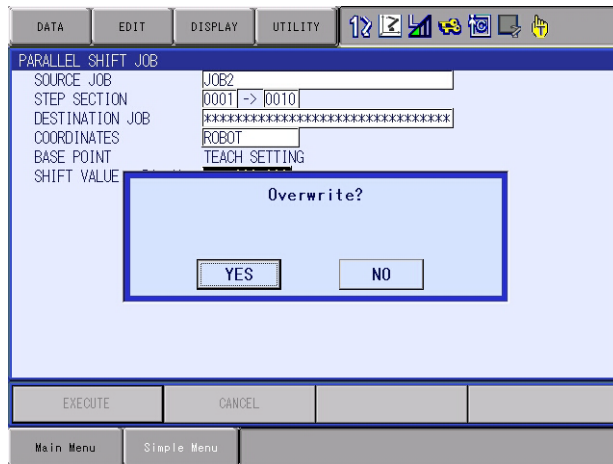 DATA EDIT DISPLAY UTILITY
PARALLEL SHIFT JOB
SOURCE JOB JOB2
STEP SECTION 0001 -> 0010
DESTINATION JOB ********************************
COORDINATES ROBOT
BASE POINT TEACH SETTING
SHIFT VALUE
Overwrite?
YES NO
EXECUTE CANCEL
Main Menu Simple Menu